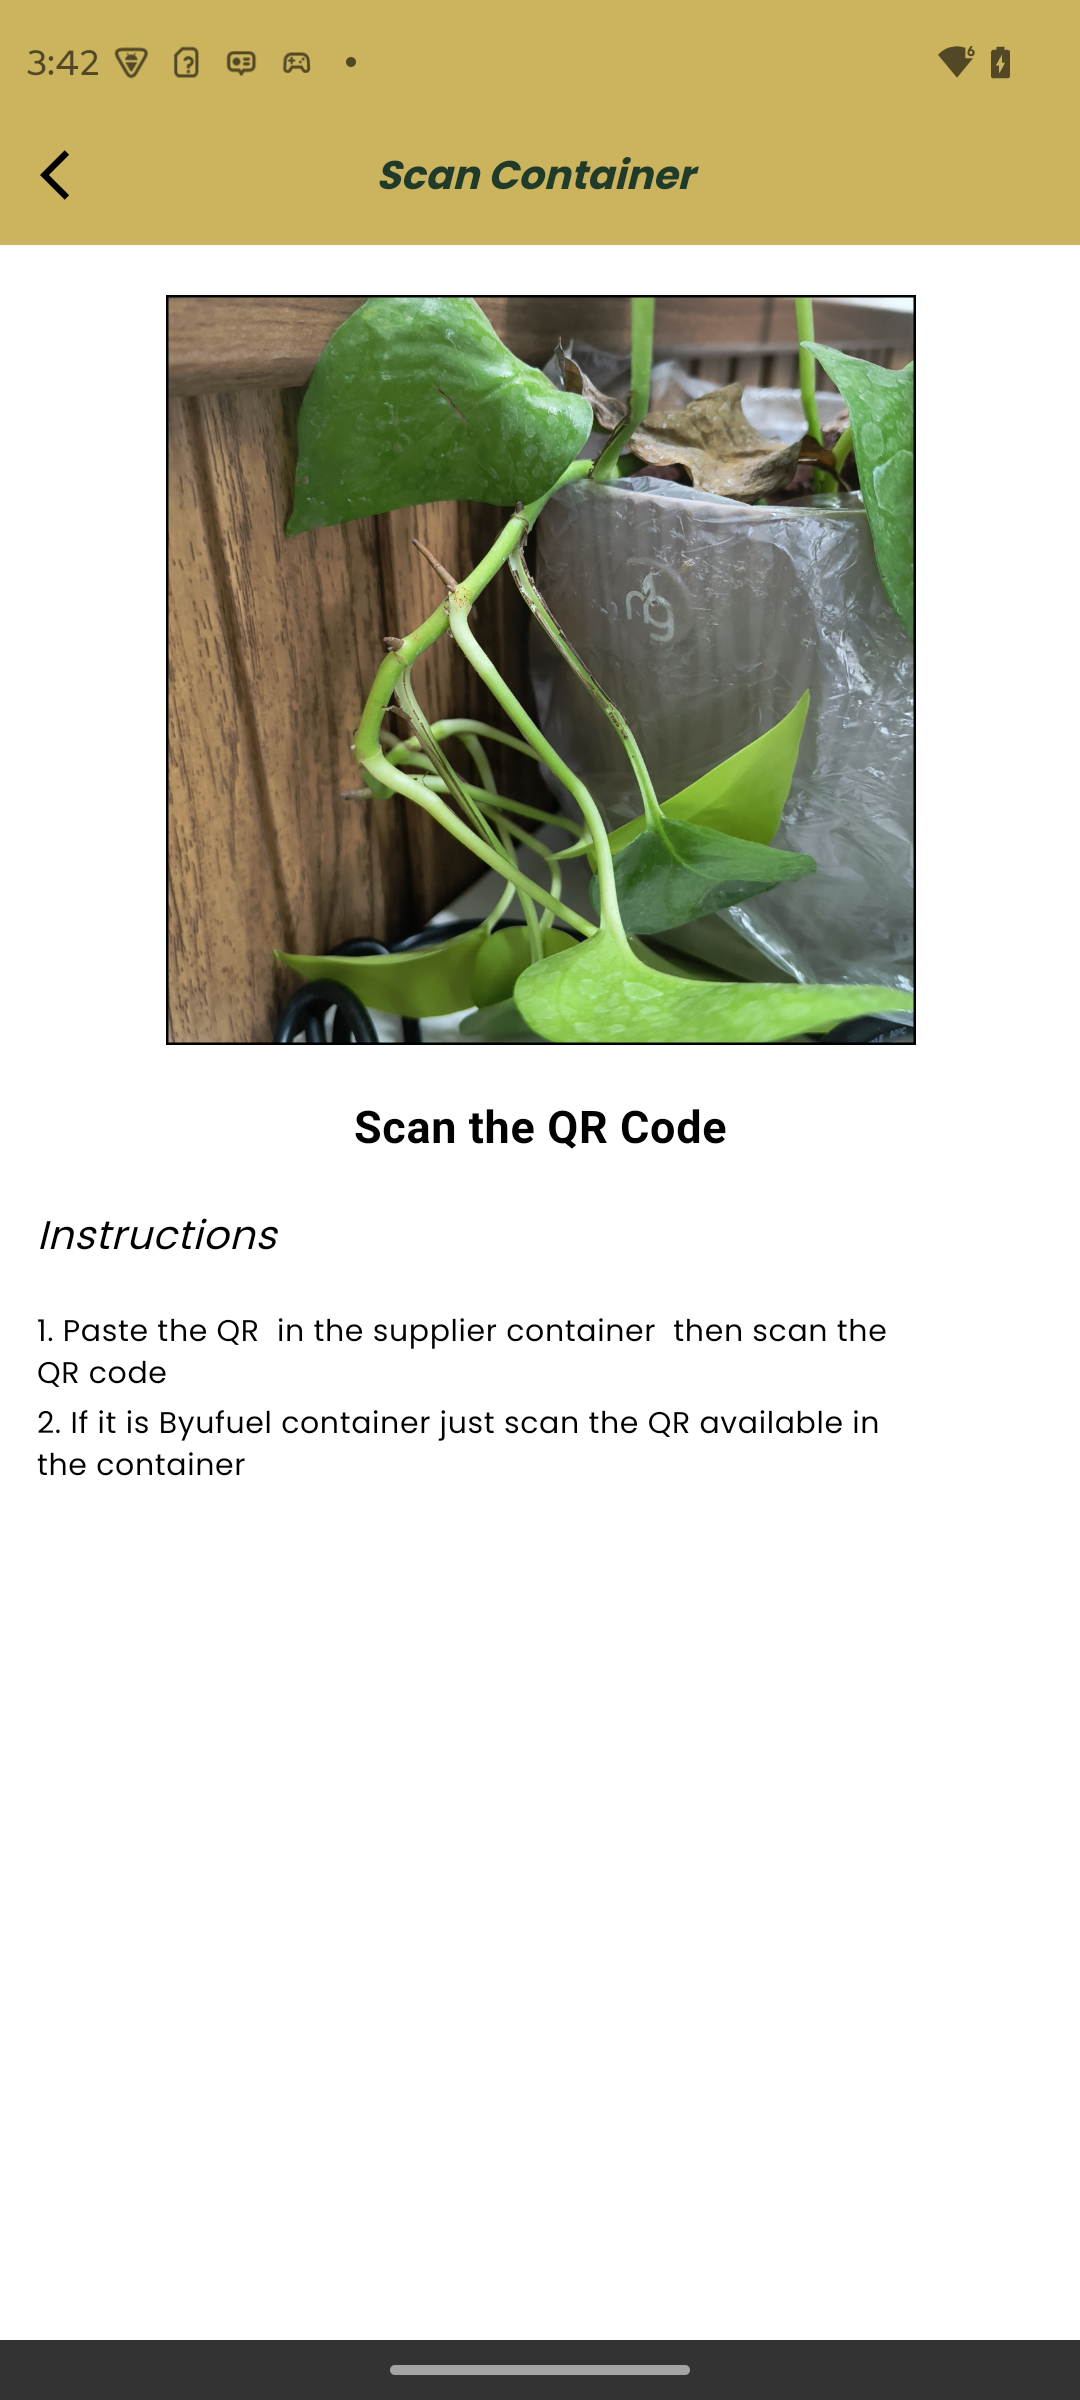 3:42
Scan Container
Scan the QR Code
Instructions
1. Paste the QR  in the supplier container  then scan the
QR code
2. If it is Byufuel container just scan the QR available in
the container